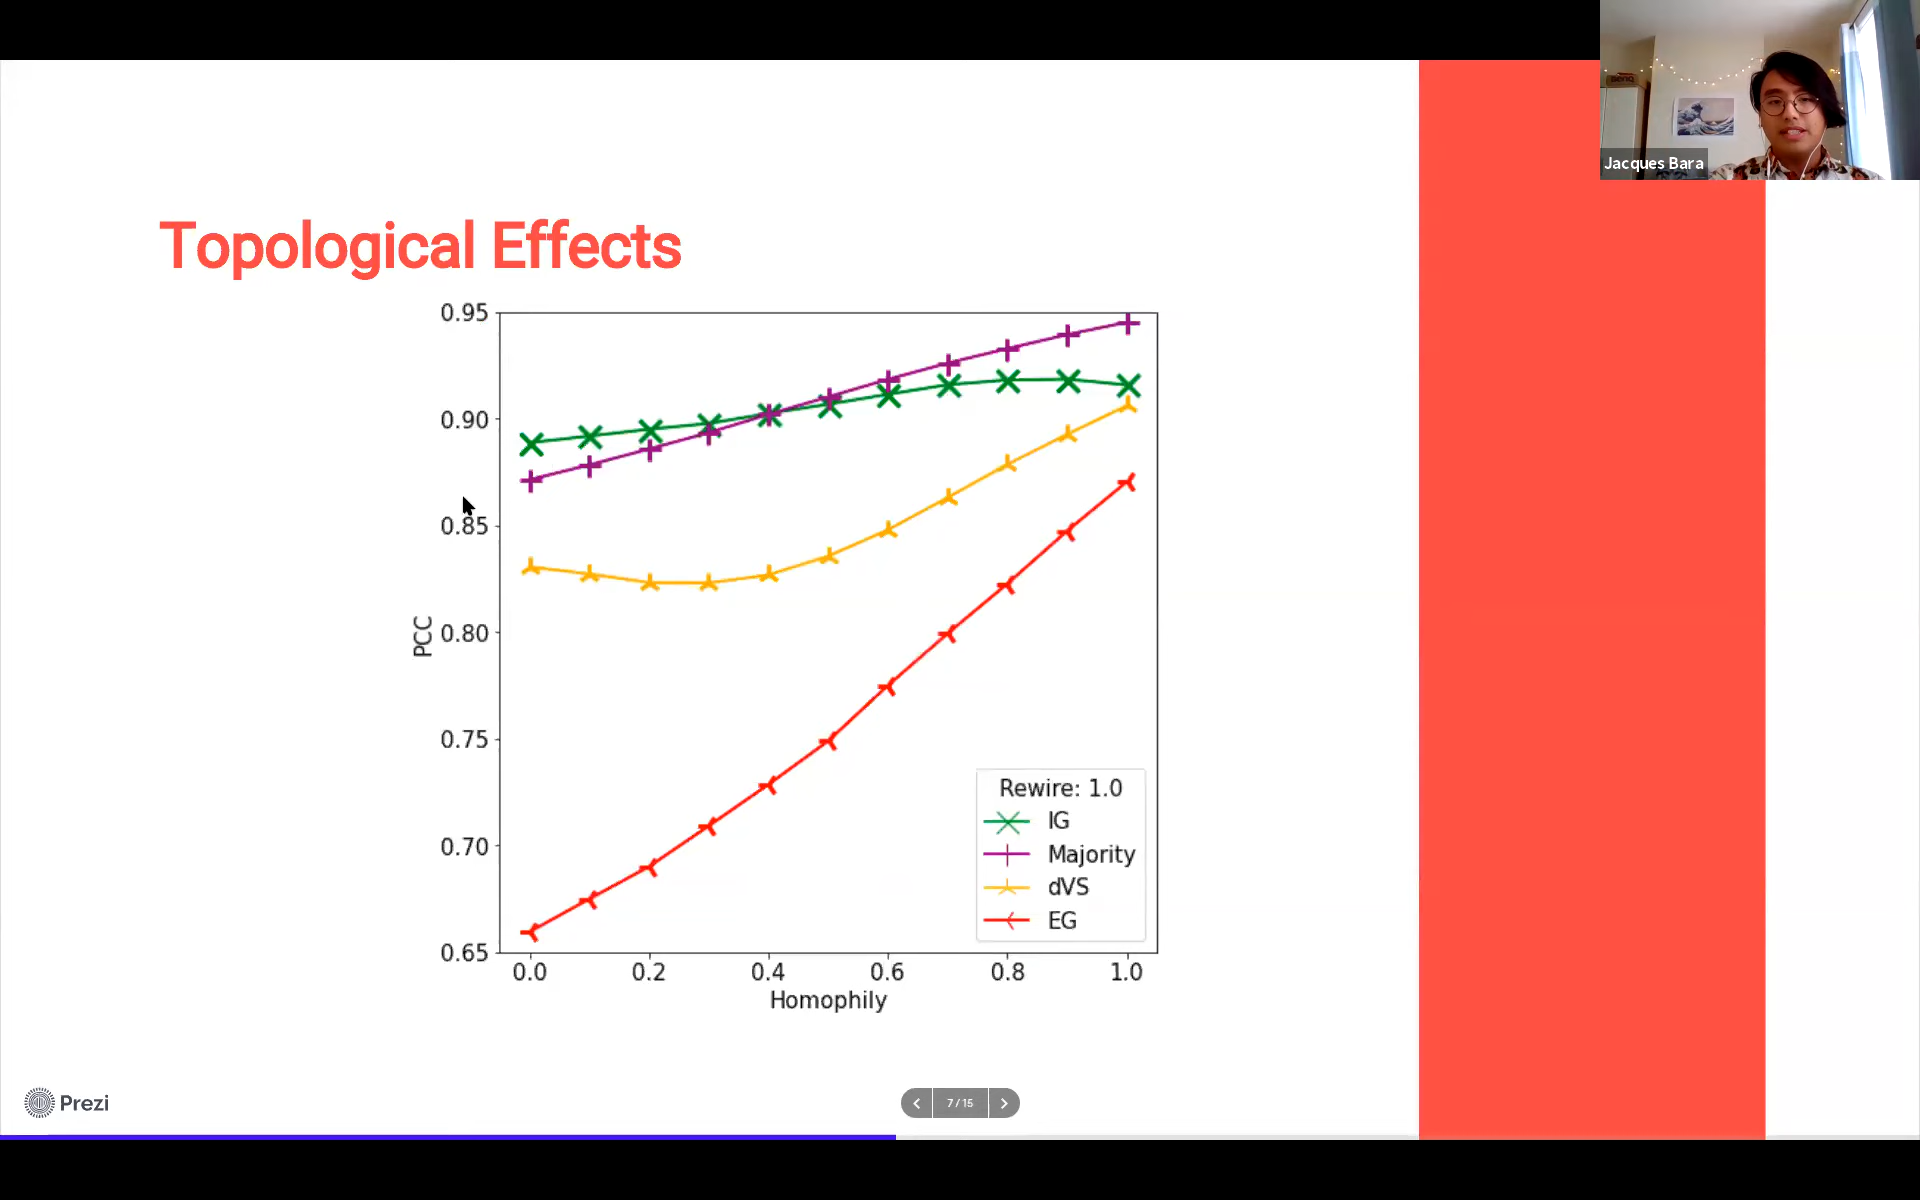 Jacques Bara
Topological Effects
0.95
0.90
0.85
0.80
0.75
0.70
0.65
PCC
0.0 0.2 0.4 0.6 0.8 1.0
Homophily
Rewire: 1.0
IG
Majority
dVS
EG
Prezi
7 / 15